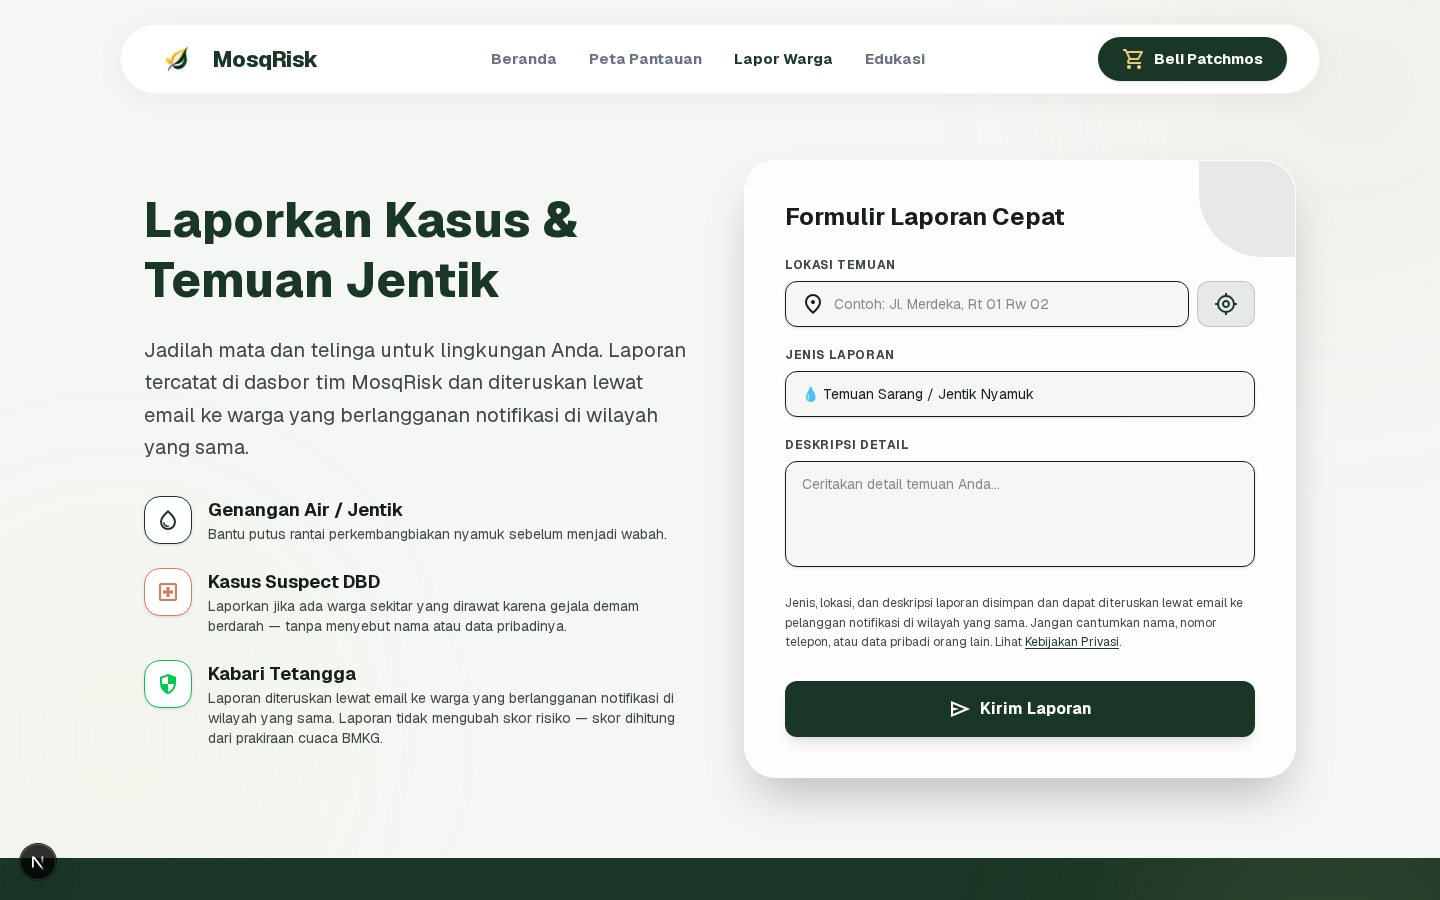 MosqRisk
Beranda
Peta Pantauan
Lapor Warga
Edukasi
Beli Patchmos
Laporkan Kasus &
Temuan Jentik
Jadilah mata dan telinga untuk lingkungan Anda. Laporan
tercatat di dasbor tim MosqRisk dan diteruskan lewat
email ke warga yang berlangganan notifikasi di wilayah
yang sama.
Genangan Air / Jentik
Bantu putus rantai perkembangbiakan nyamuk sebelum menjadi wabah.
Kasus Suspect DBD
Laporkan jika ada warga sekitar yang dirawat karena gejala demam
berdarah — tanpa menyebut nama atau data pribadinya.
Kabari Tetangga
Laporan diteruskan lewat email ke warga yang berlangganan notifikasi di
wilayah yang sama. Laporan tidak mengubah skor risiko — skor dihitung
dari prakiraan cuaca BMKG.
Formulir Laporan Cepat
LOKASI TEMUAN
Contoh: Jl. Merdeka, Rt 01 Rw 02
JENIS LAPORAN
💧 Temuan Sarang / Jentik Nyamuk
DESKRIPSI DETAIL
Ceritakan detail temuan Anda...
Jenis, lokasi, dan deskripsi laporan disimpan dan dapat diteruskan lewat email ke
pelanggan notifikasi di wilayah yang sama. Jangan cantumkan nama, nomor
telepon, atau data pribadi orang lain. Lihat Kebijakan Privasi.
Kirim Laporan
N